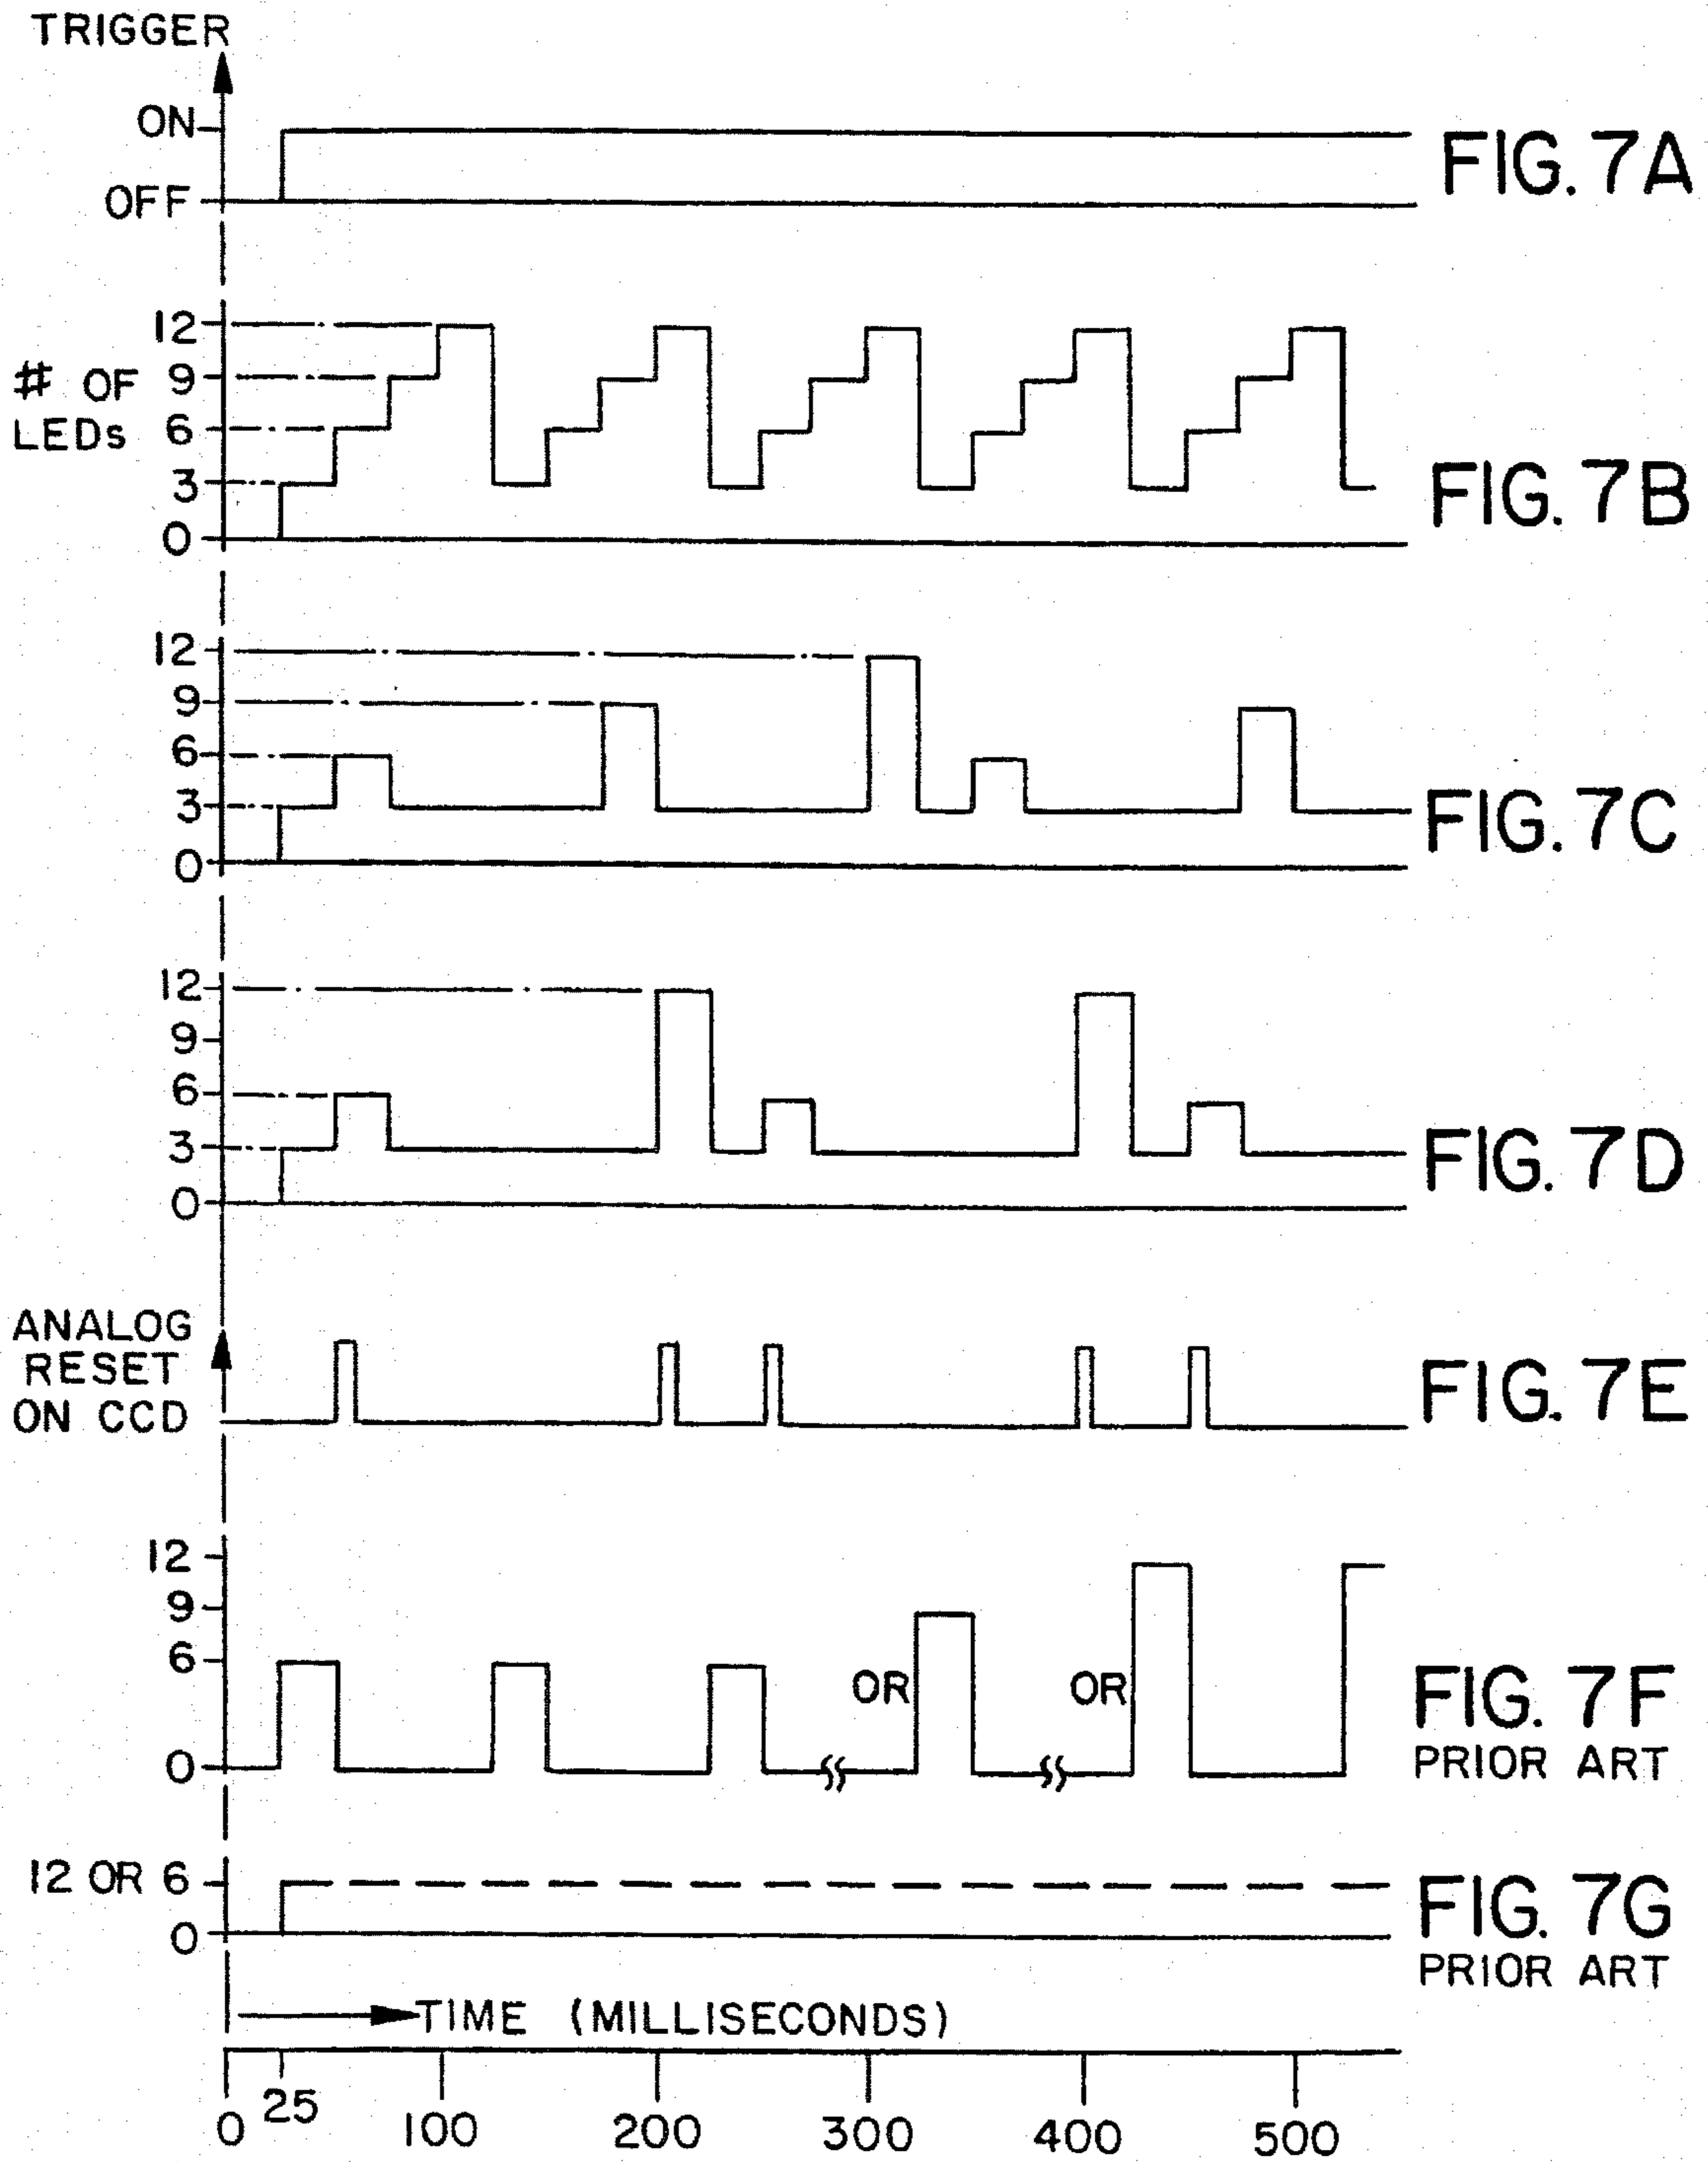 TRIGGER
ON
OFF
FIG. 7A
12
9
6
3
0
# OF
LEDs
FIG. 7B
12
9
6
3
0
FIG. 7C
12
9
6
3
0
FIG. 7D
ANALOG
RESET
ON CCD
FIG. 7E
12
9
6
0
OR
OR
FIG. 7F
PRIOR ART
12 OR 6
0
FIG. 7G
PRIOR ART
TIME (MILLISECONDS)
0 25 100 200 300 400 500